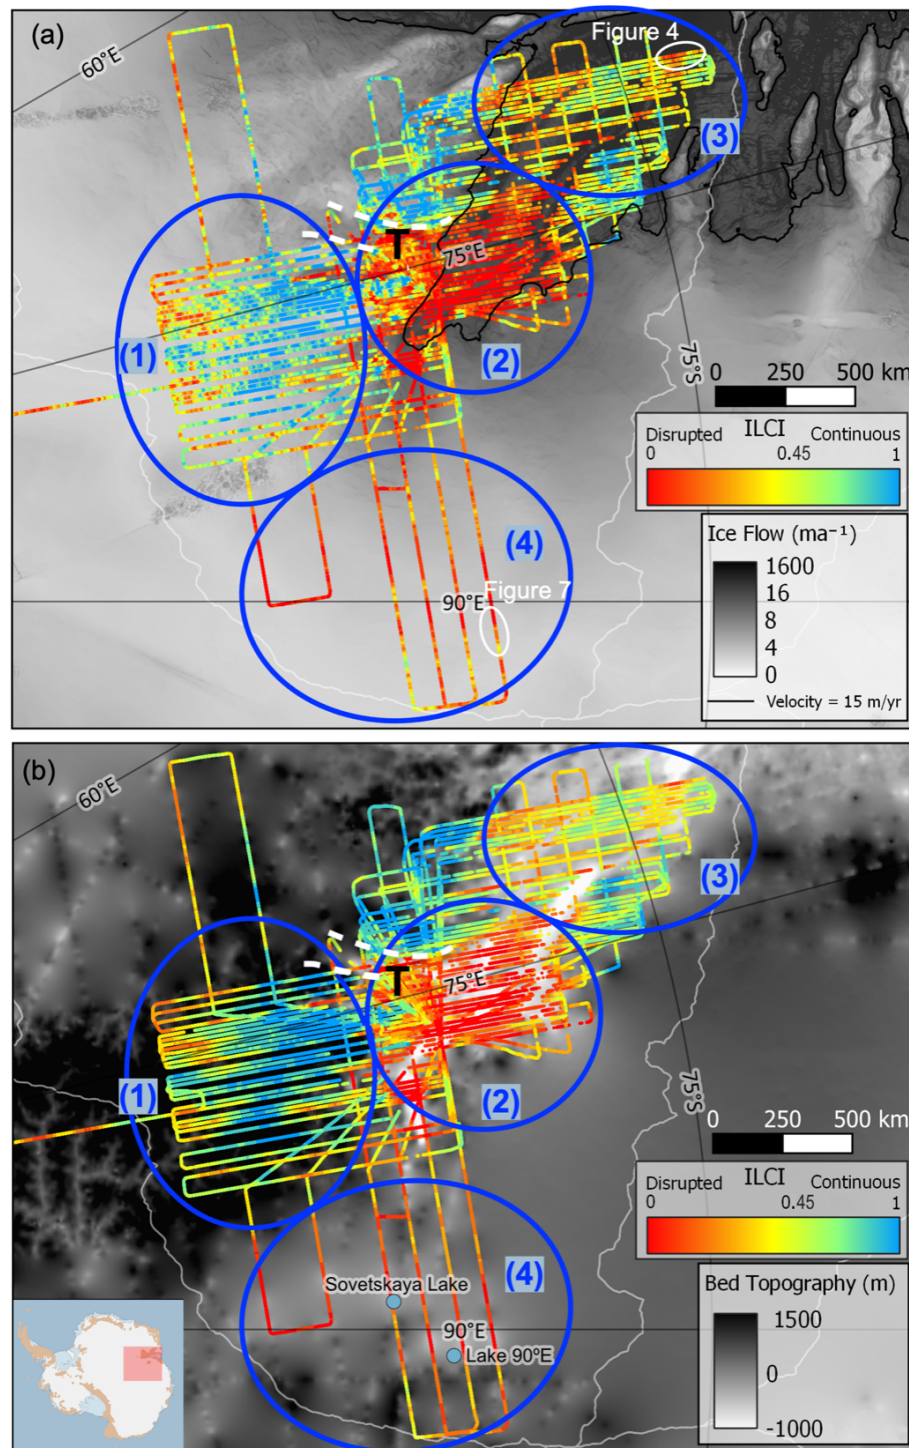 (a)
60°E
Figure 4
(3)
T
75°E
(1)
(2)
75°S
0 250 500 km
ILCI
Disrupted Continuous
0 0.45 1
(4)
Ice Flow (ma⁻¹)
1600
16
8
4
0
Velocity = 15 m/yr
90°E
Figure 7
(b)
60°E
(3)
T
75°E
(1)
(2)
75°S
0 250 500 km
ILCI
Disrupted Continuous
0 0.45 1
(4)
Sovetskaya Lake
90°E
Lake 90ºE
Bed Topography (m)
1500
0
-1000